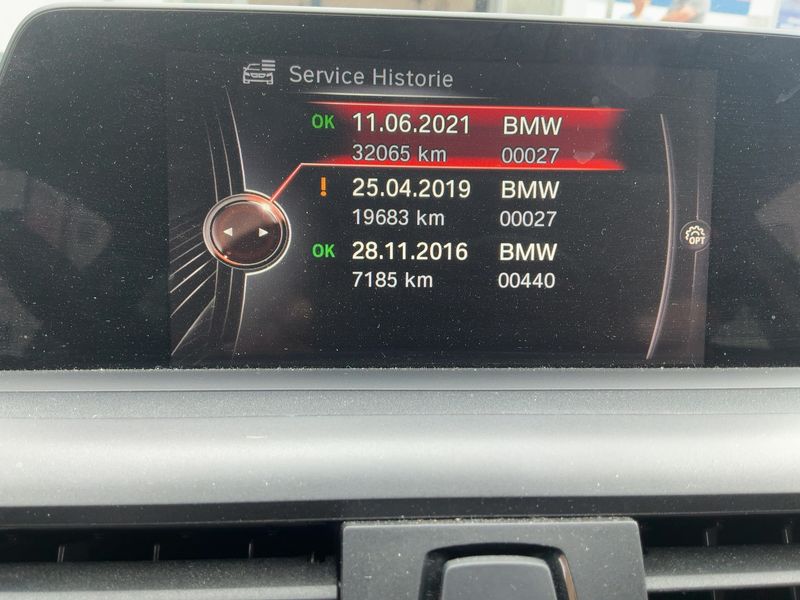 Service Historie
OK 11.06.2021 BMW
32065 km 00027
! 25.04.2019 BMW
19683 km 00027
OK 28.11.2016 BMW
7185 km 00440
OPT